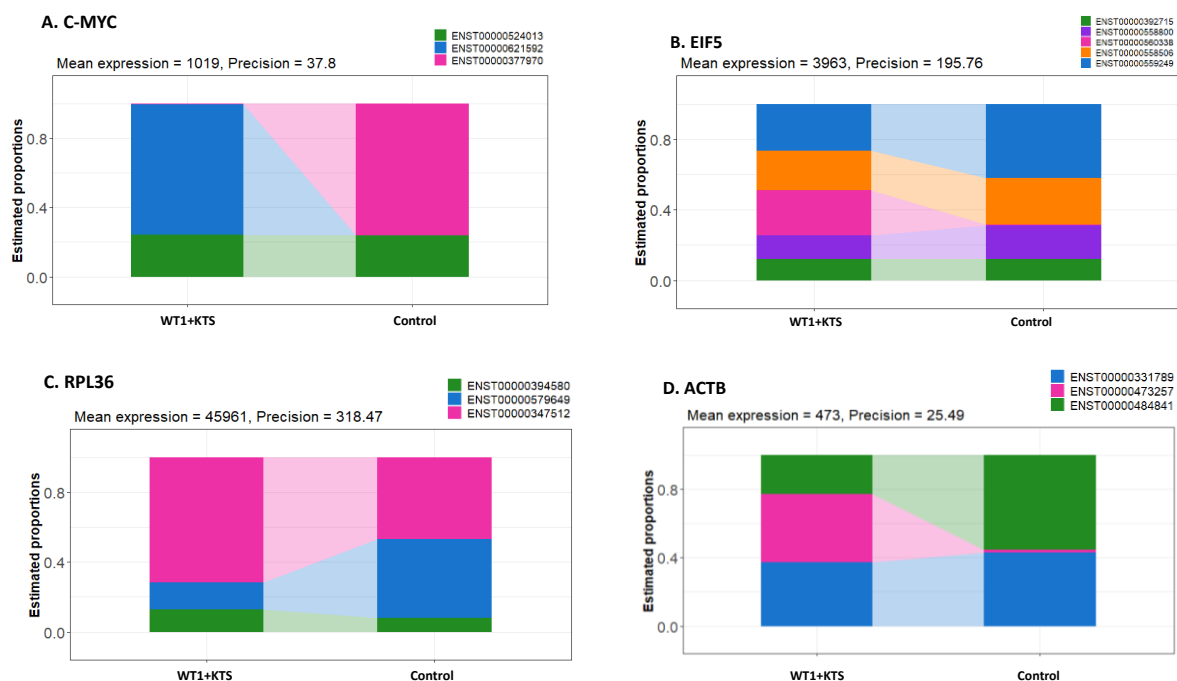 A. C-MYC
ENST00000524013
ENST00000621592
ENST00000377970
Mean expression = 1019, Precision = 37.8
Estimated proportions
0.8
0.4
0.0
WT1+KTS
Control
B. EIF5
ENST00000392715
ENST00000558800
ENST00000560338
ENST00000558506
ENST00000559249
Mean expression = 3963, Precision = 195.76
Estimated proportions
0.8
0.4
0.0
WT1+KTS
Control
C. RPL36
ENST00000394580
ENST00000579649
ENST00000347512
Mean expression = 45961, Precision = 318.47
Estimated proportions
0.8
0.4
0.0
WT1+KTS
Control
D. ACTB
ENST00000331789
ENST00000473257
ENST00000484841
Mean expression = 473, Precision = 25.49
Estimated proportions
0.8
0.4
0.0
WT1+KTS
Control